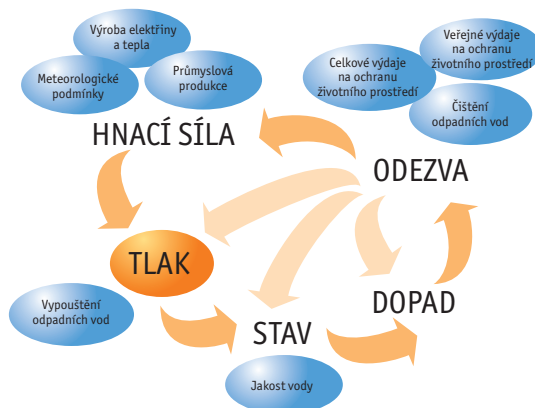 Výroba elektřiny
a tepla
Meteorologické
podmínky
Průmyslová
produkce
HNACÍ SÍLA
Celkové výdaje
na ochranu
životního prostředí
Veřejné výdaje
na ochranu
životního prostředí
Čištění
odpadních vod
ODEZVA
TLAK
Vypouštění
odpadních vod
STAV
Jakost vody
DOPAD